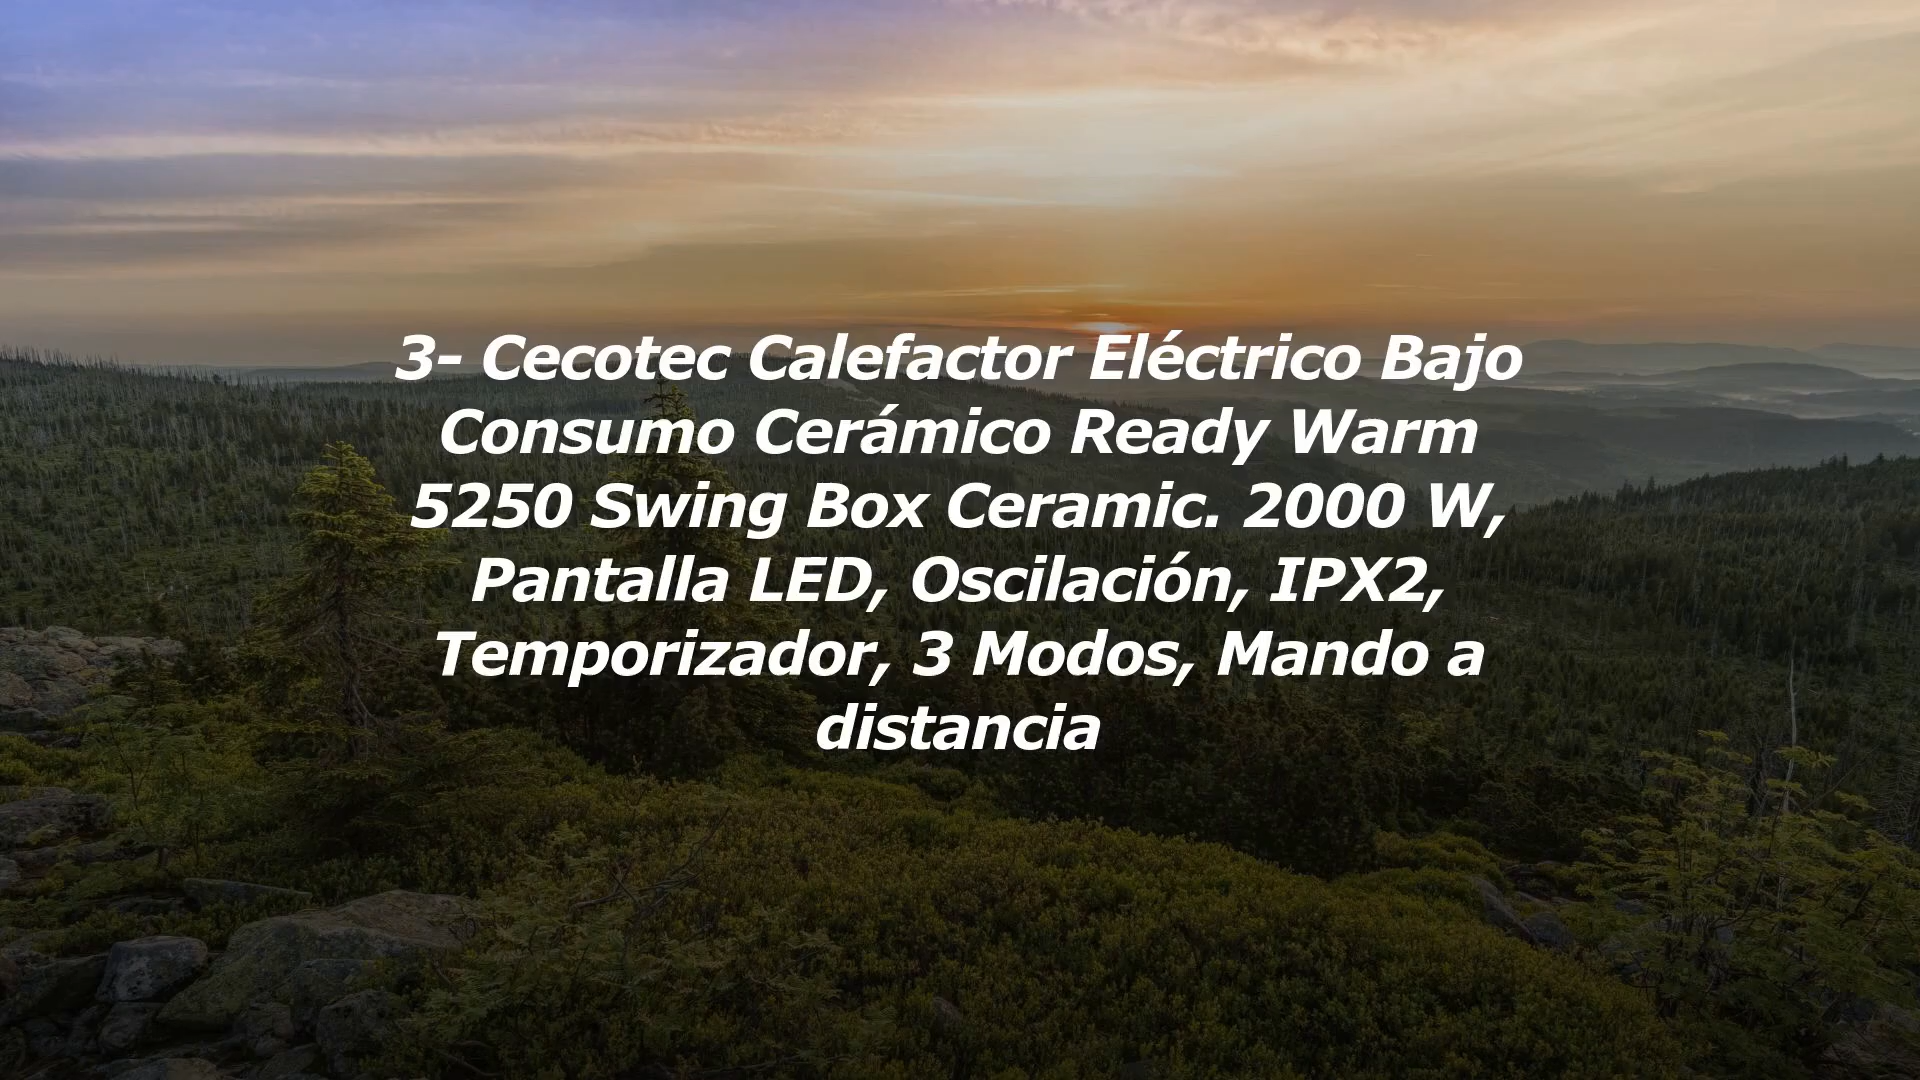 3- Cecotec Calefactor Eléctrico Bajo
Consumo Cerámico Ready Warm
5250 Swing Box Ceramic. 2000 W,
Pantalla LED, Oscilación, IPX2,
Temporizador, 3 Modos, Mando a
distancia